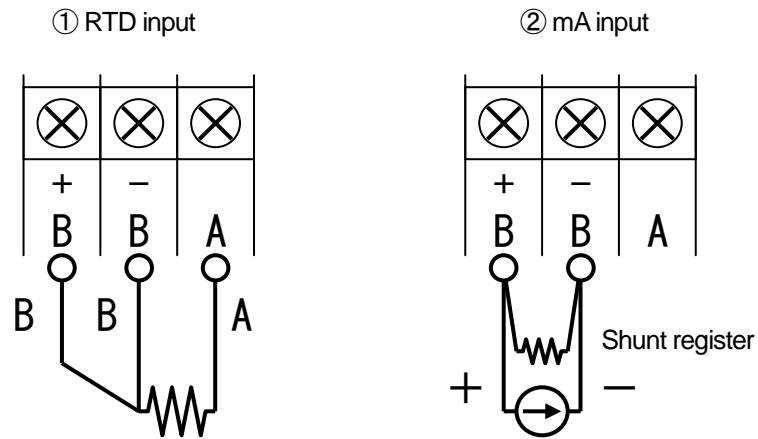 ① RTD input
+ −
B B A
B B A
② mA input
+ −
B B A
Shunt register
+ −